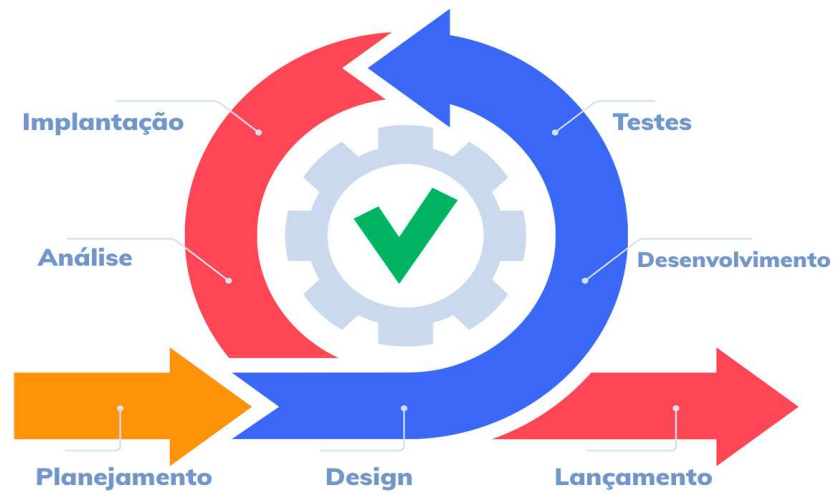 Implantação
Testes
Análise
Desenvolvimento
Planejamento
Design
Lançamento